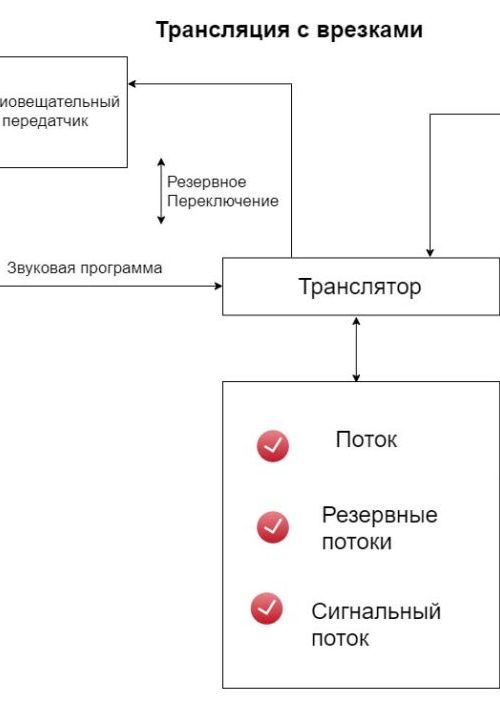 Трансляция с врезками
иовещательный
передатчик
Резервное
Переключение
Звуковая программа
Транслятор
Поток
Резервные
потоки
Сигнальный
поток